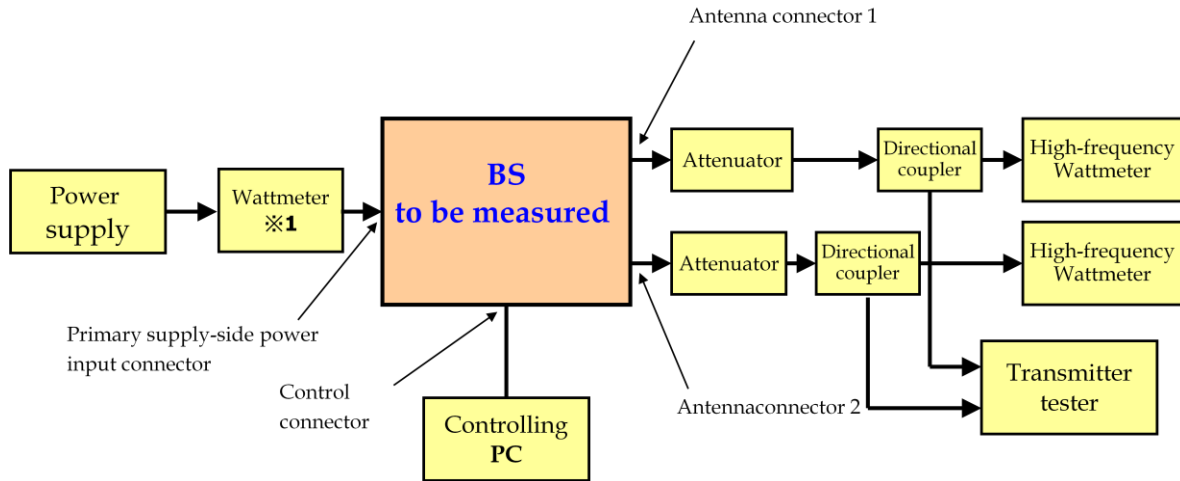 Antenna connector 1
Power
supply
Wattmeter
※1
BS
to be measured
Attenuator
Directional
coupler
High-frequency
Wattmeter
Attenuator
Directional
coupler
High-frequency
Wattmeter
Primary supply-side power
input connector
Control
connector
Antennaconnector 2
Transmitter
tester
Controlling
PC